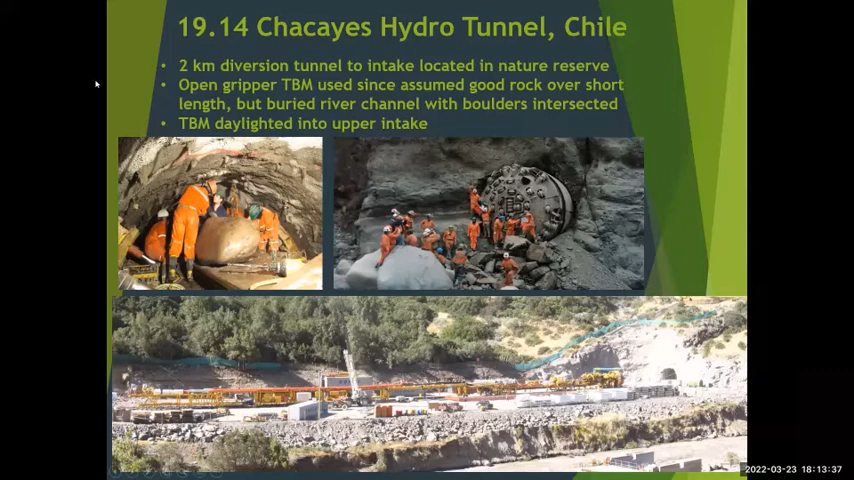 19.14 Chacayes Hydro Tunnel, Chile
• 2 km diversion tunnel to intake located in nature reserve
• Open gripper TBM used since assumed good rock over short
length, but buried river channel with boulders intersected
• TBM daylighted into upper intake
2022-03-23 18:13:37